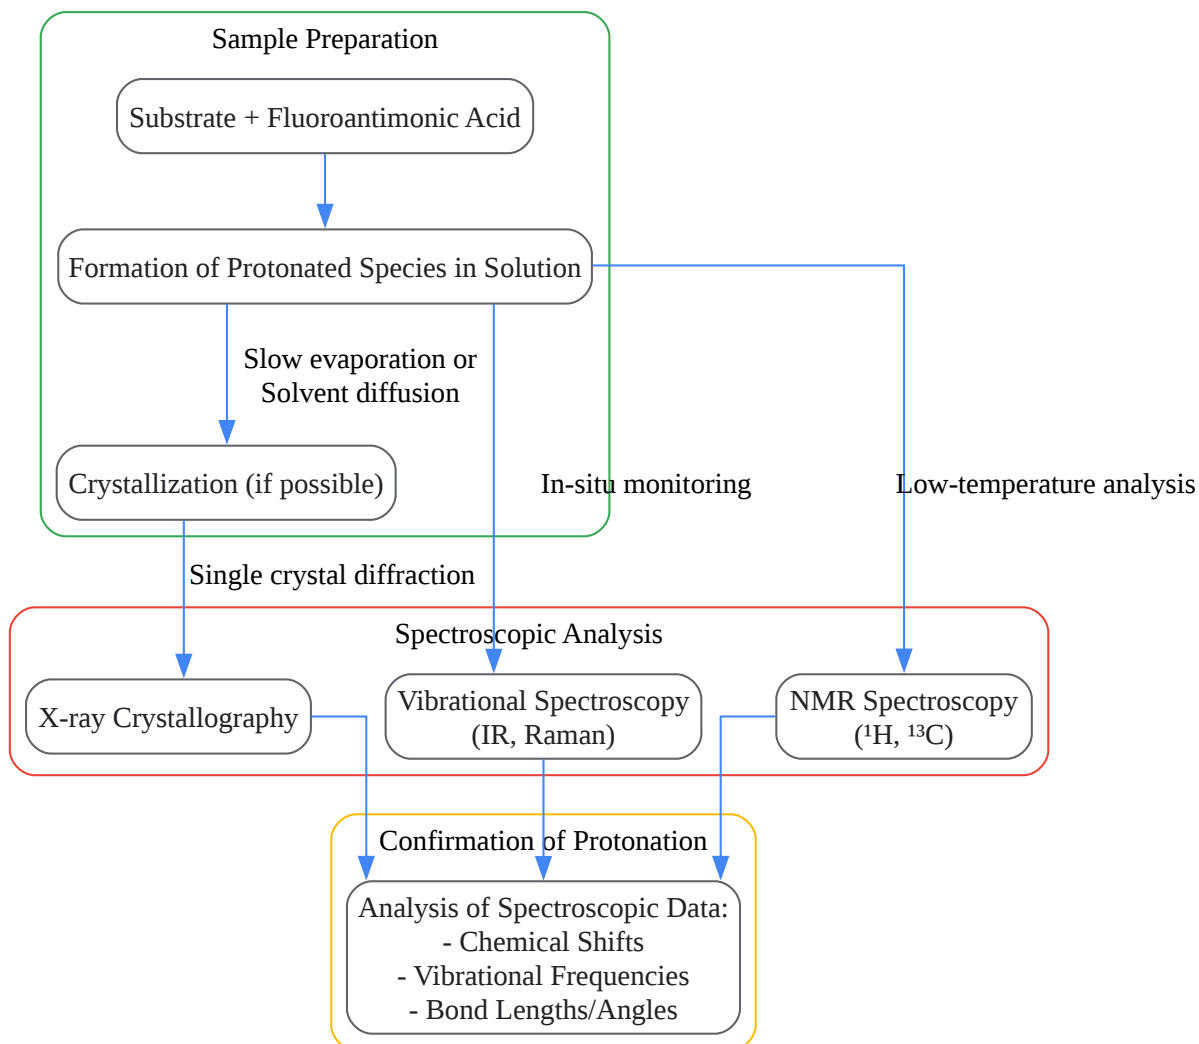 Sample Preparation
Substrate + Fluoroantimonic Acid
Formation of Protonated Species in Solution
Slow evaporation or
Solvent diffusion
Crystallization (if possible)
In-situ monitoring
Low-temperature analysis
Single crystal diffraction
Spectroscopic Analysis
X-ray Crystallography
Vibrational Spectroscopy
(IR, Raman)
NMR Spectroscopy
(¹H, ¹³C)
Confirmation of Protonation
Analysis of Spectroscopic Data:
- Chemical Shifts
- Vibrational Frequencies
- Bond Lengths/Angles